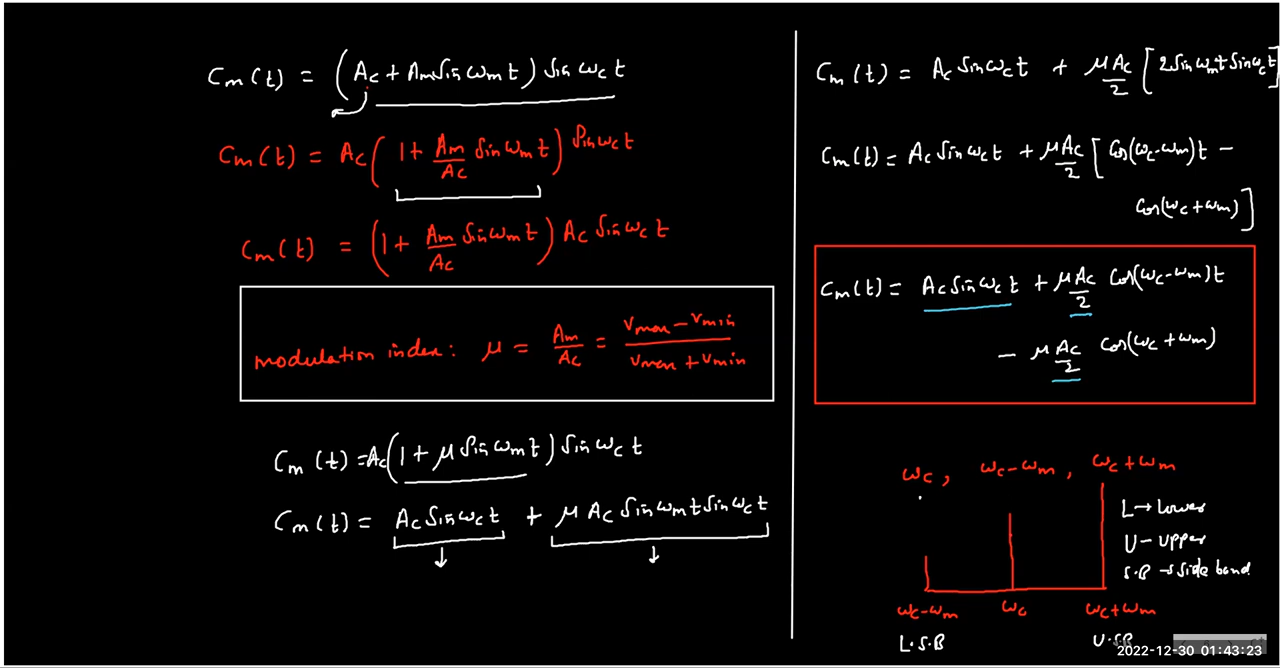 Cm(t) = (Ac + Am Sin ωm t) Sin ωc t
Cm(t) = Ac (1 + Am/Ac Sin ωm t) Sin ωc t
Cm(t) = (1 + Am/Ac Sin ωm t) Ac Sin ωc t
modulation index: μ = Am/Ac = (Vmax − Vmin)/(Vmax + Vmin)
Cm(t) = Ac (1 + μ Sin ωm t) Sin ωc t
Cm(t) = Ac Sin ωc t + μ Ac Sin ωm t Sin ωc t
Cm(t) = Ac Sin ωc t + μAc/2 [2 Sin ωm t Sin ωc t]
Cm(t) = Ac Sin ωc t + μAc/2 [Cos(ωc−ωm)t −
Cos(ωc+ωm)]
Cm(t) = Ac Sin ωc t + μAc/2 Cos(ωc−ωm)t
− μAc/2 Cos(ωc+ωm)
ωc, ωc−ωm, ωc+ωm
L→Lower
U−upper
S.B→Side band
ωc−ωm ωc ωc+ωm
L.S.B U.S.B
2022-12-30 01:43:23